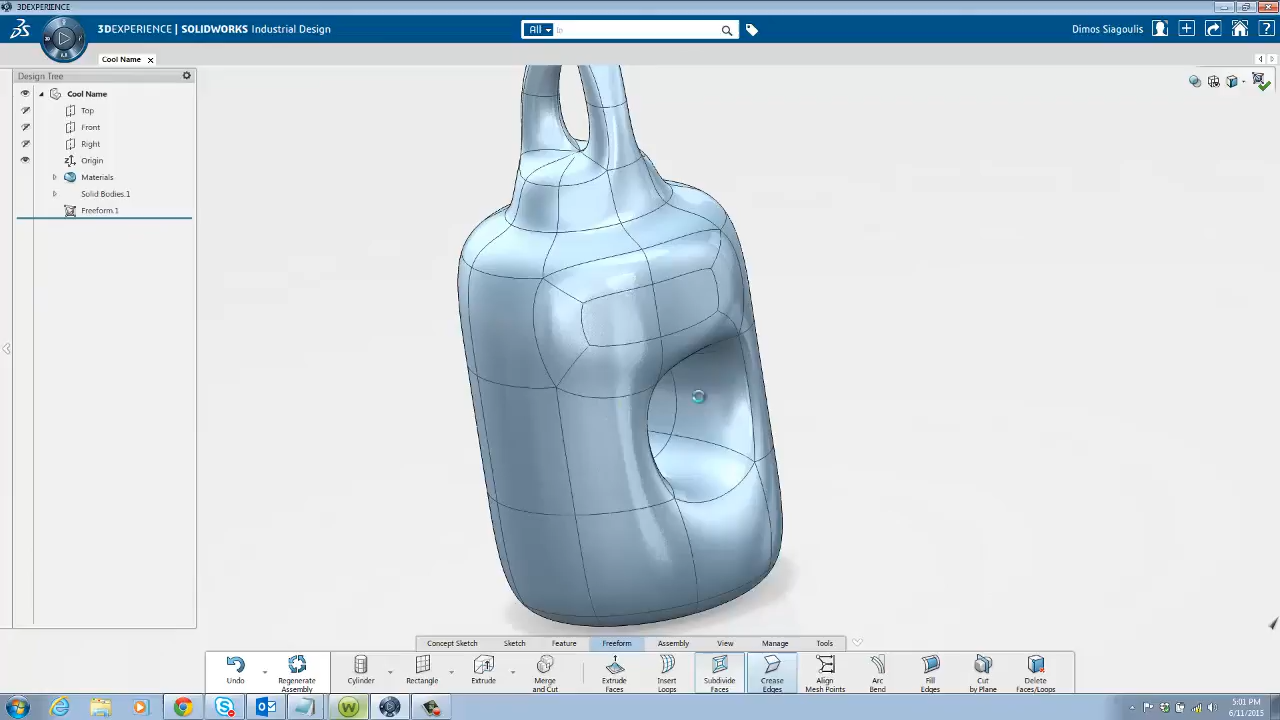 3DEXPERIENCE
3DEXPERIENCE | SOLIDWORKS Industrial Design
All
Dimos Siagoulis
Cool Name
Design Tree
Cool Name
Top
Front
Right
Origin
Materials
Solid Bodies.1
Freeform.1
Concept Sketch Sketch Feature Freeform Assembly View Manage Tools
Undo
Regenerate Assembly
Cylinder
Rectangle
Extrude
Merge and Cut
Extrude Faces
Insert Loops
Subdivide Faces
Crease Edges
Align Mesh Points
Arc Bend
Fill Edges
Cut by Plane
Delete Faces/Loops
5:01 PM
6/11/2015